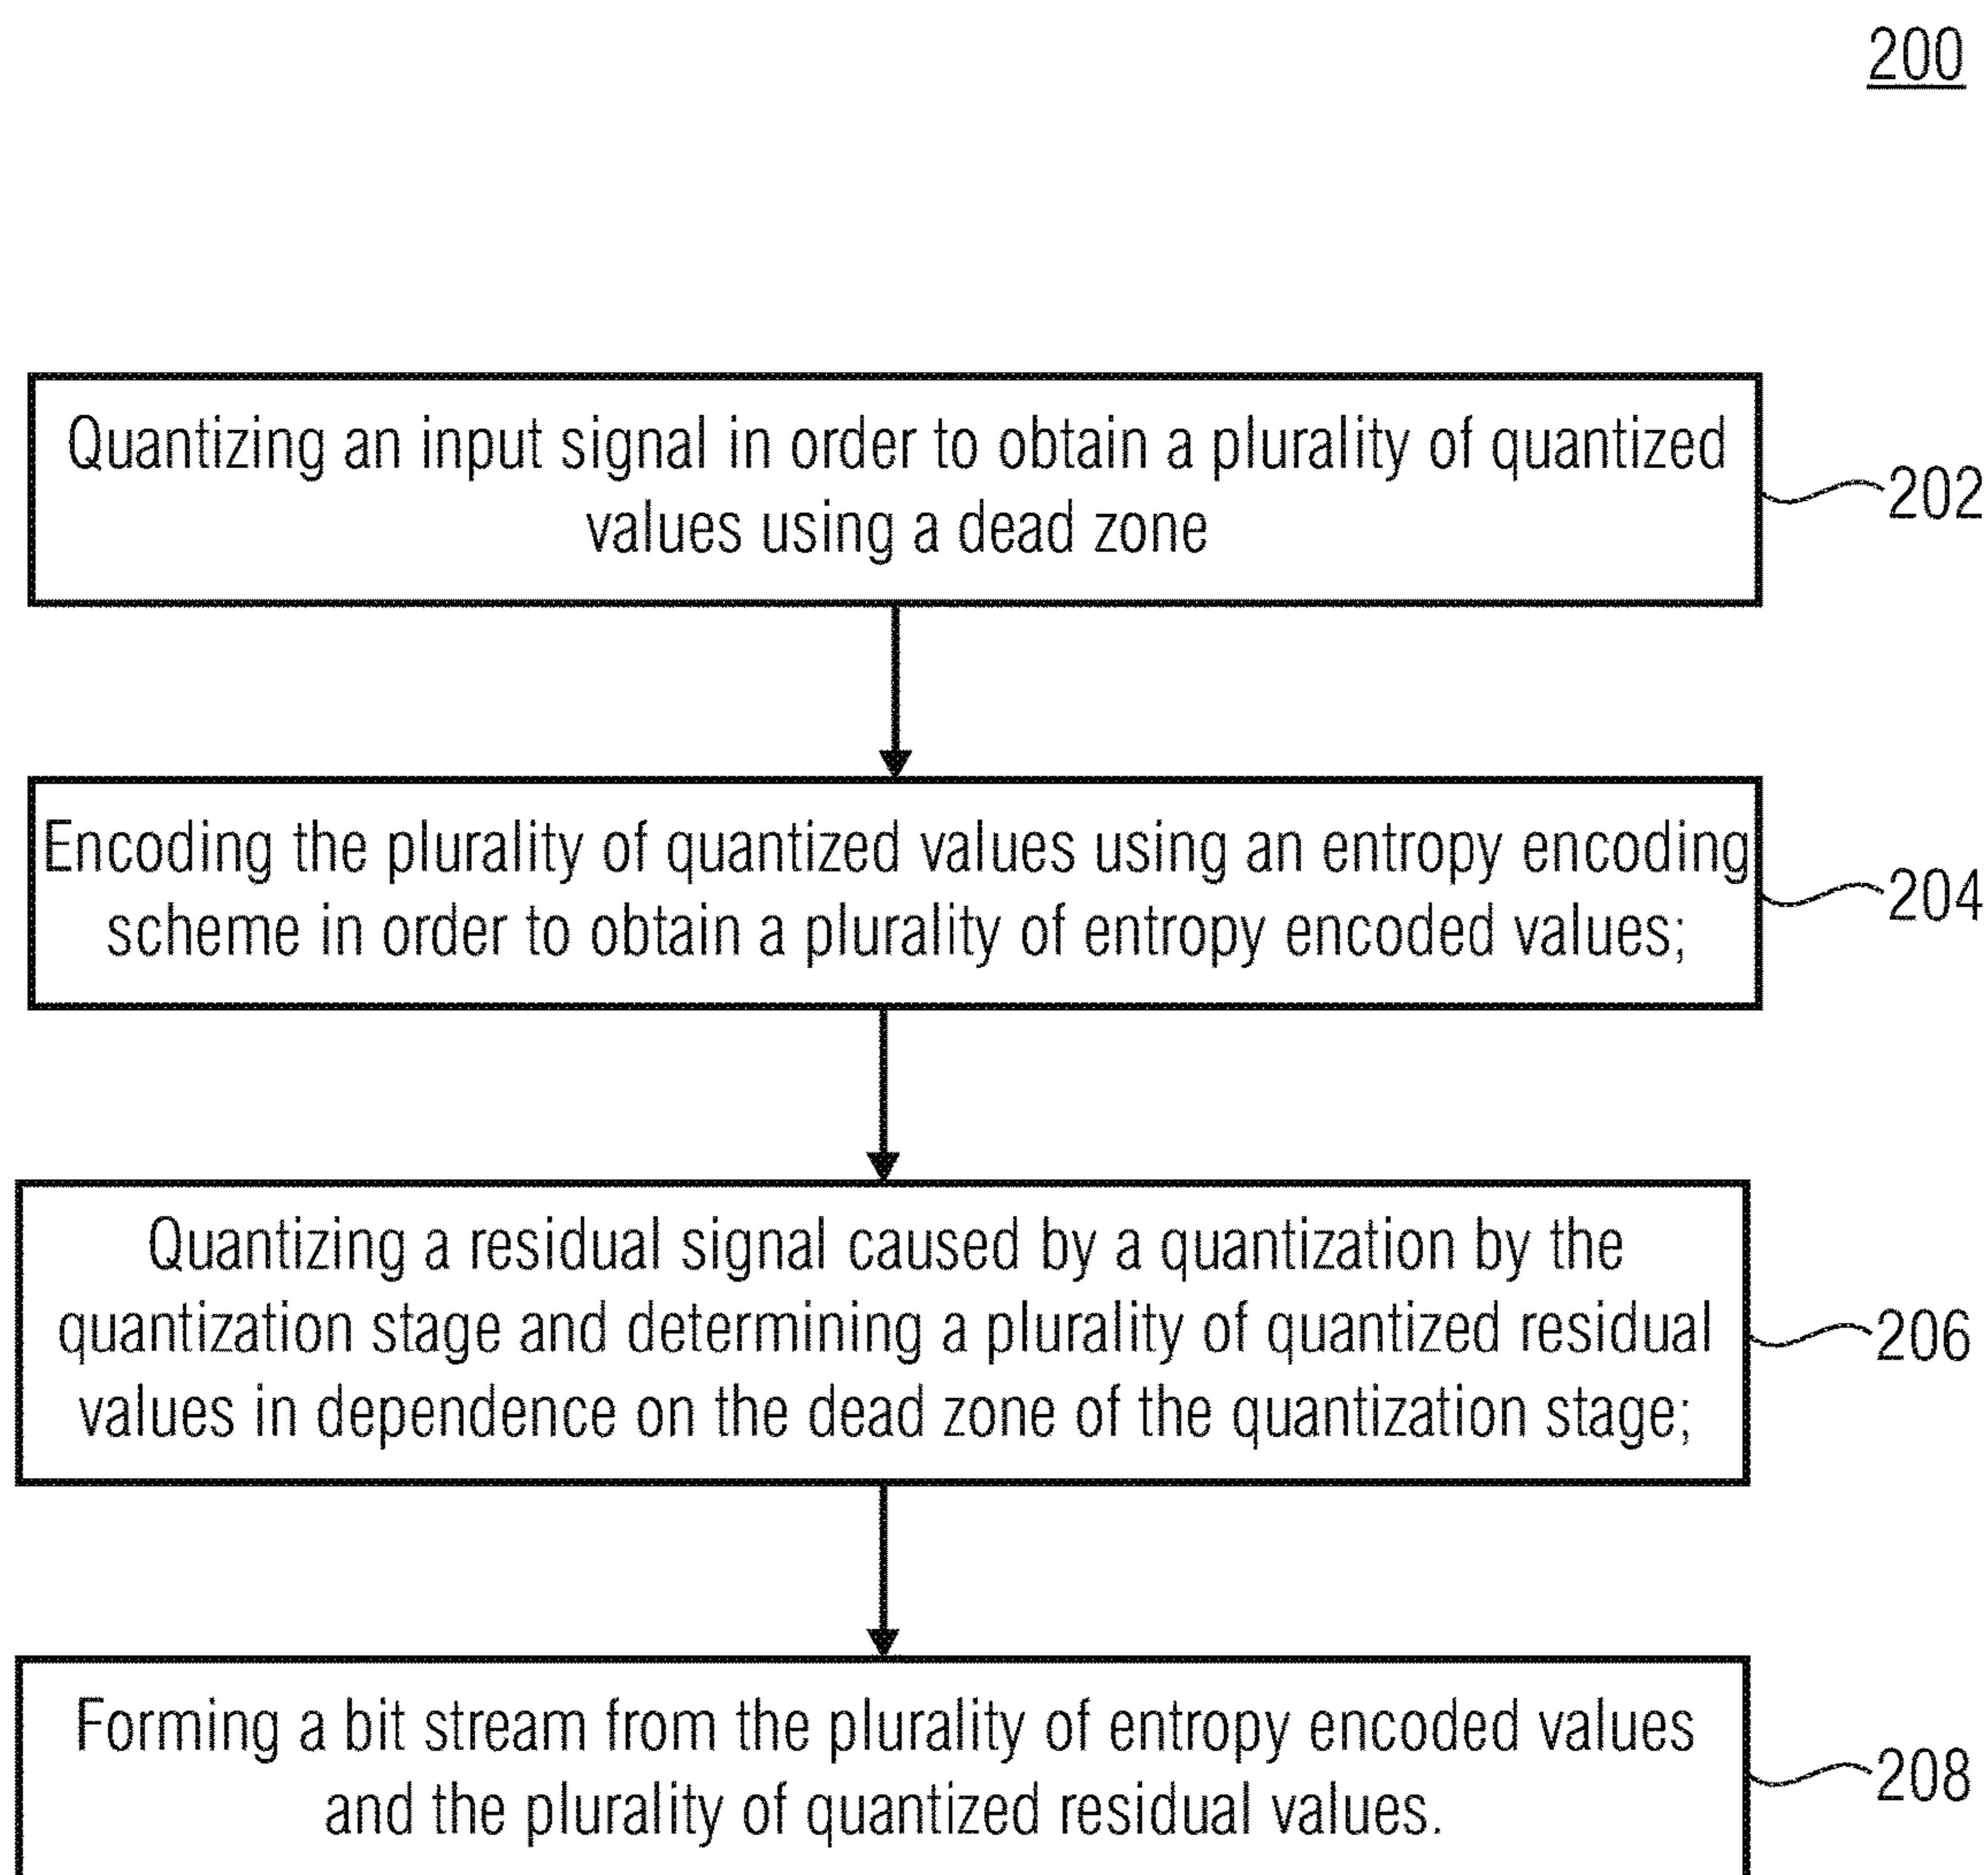 200
Quantizing an input signal in order to obtain a plurality of quantized
values using a dead zone
202
Encoding the plurality of quantized values using an entropy encoding
scheme in order to obtain a plurality of entropy encoded values;
204
Quantizing a residual signal caused by a quantization by the
quantization stage and determining a plurality of quantized residual
values in dependence on the dead zone of the quantization stage;
206
Forming a bit stream from the plurality of entropy encoded values
and the plurality of quantized residual values.
208